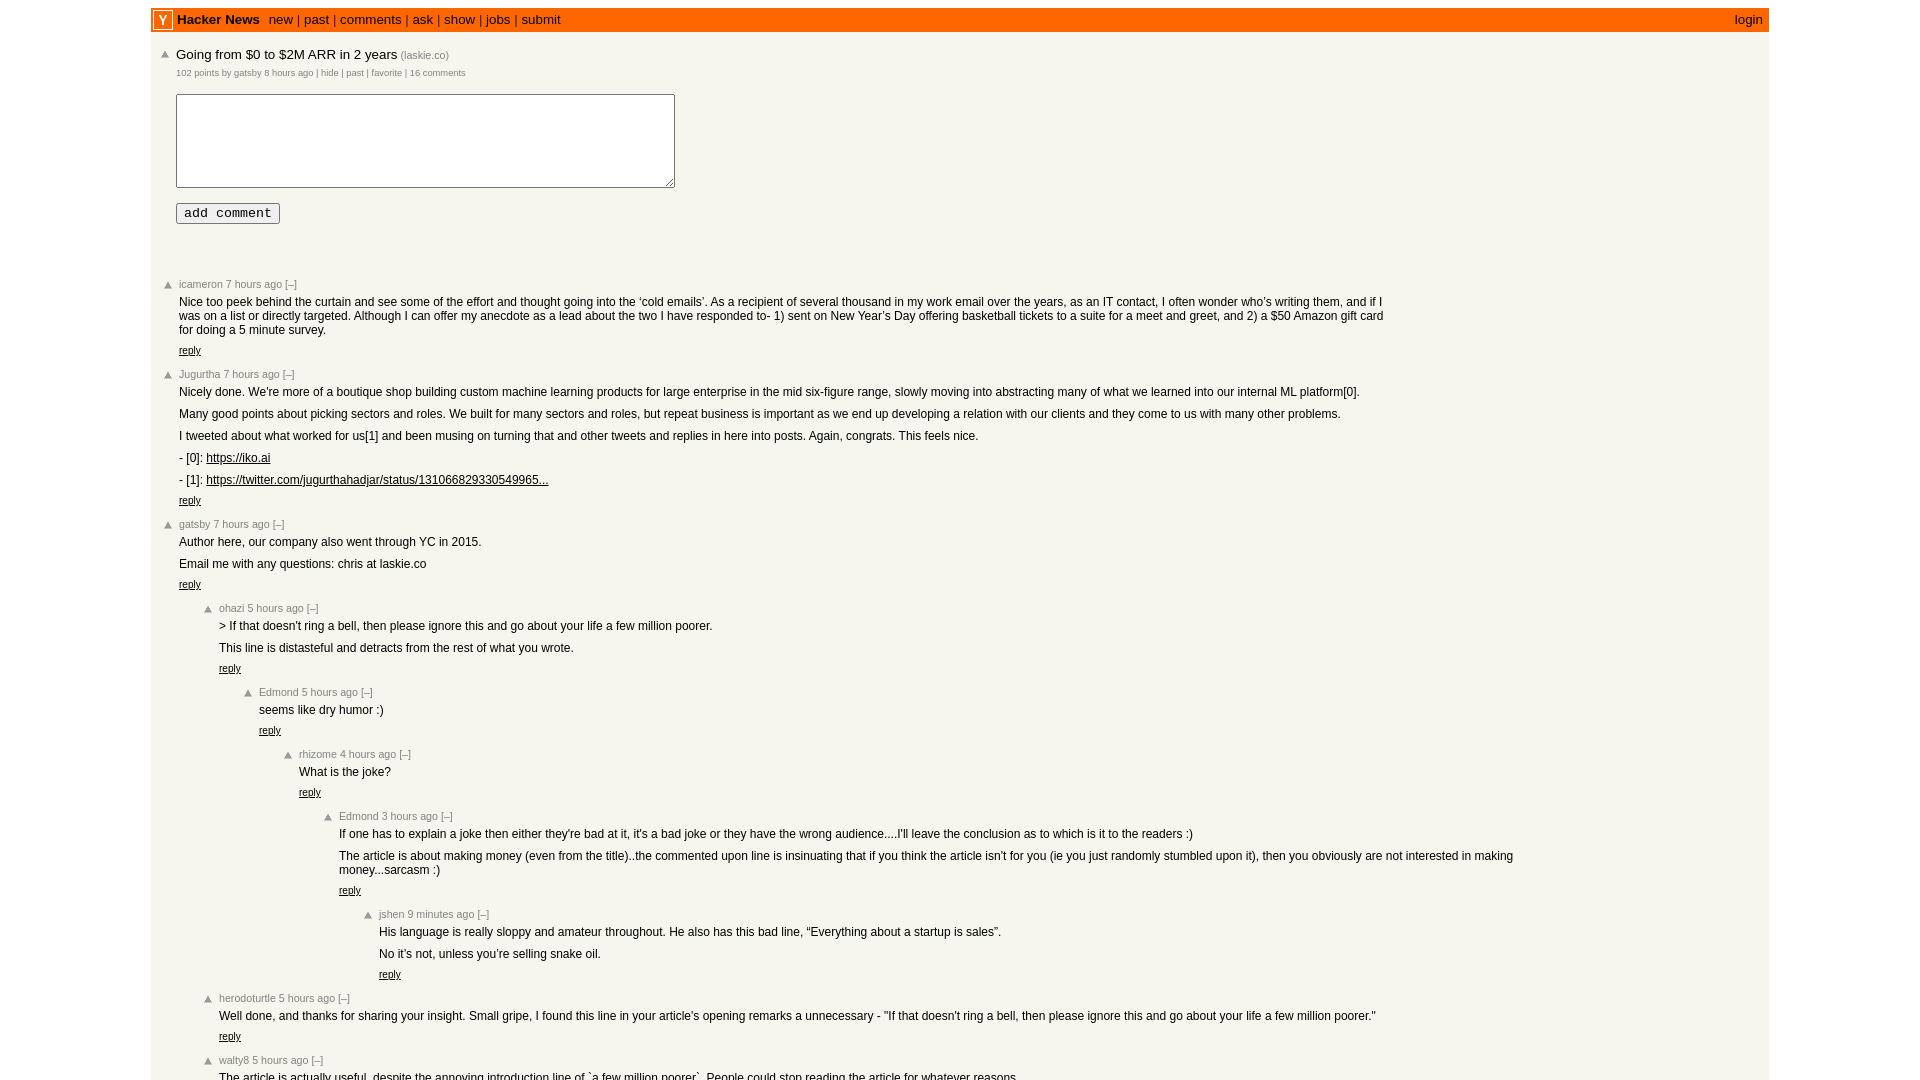 Y Hacker News new | past | comments | ask | show | jobs | submit login
Going from $0 to $2M ARR in 2 years (laskie.co)
102 points by gatsby 8 hours ago | hide | past | favorite | 16 comments
add comment
icameron 7 hours ago [–]
Nice too peek behind the curtain and see some of the effort and thought going into the ‘cold emails’. As a recipient of several thousand in my work email over the years, as an IT contact, I often wonder who’s writing them, and if I
was on a list or directly targeted. Although I can offer my anecdote as a lead about the two I have responded to- 1) sent on New Year’s Day offering basketball tickets to a suite for a meet and greet, and 2) a $50 Amazon gift card
for doing a 5 minute survey.
reply
Jugurtha 7 hours ago [–]
Nicely done. We're more of a boutique shop building custom machine learning products for large enterprise in the mid six-figure range, slowly moving into abstracting many of what we learned into our internal ML platform[0].
Many good points about picking sectors and roles. We built for many sectors and roles, but repeat business is important as we end up developing a relation with our clients and they come to us with many other problems.
I tweeted about what worked for us[1] and been musing on turning that and other tweets and replies in here into posts. Again, congrats. This feels nice.
- [0]: https://iko.ai
- [1]: https://twitter.com/jugurthahadjar/status/131066829330549965...
reply
gatsby 7 hours ago [–]
Author here, our company also went through YC in 2015.
Email me with any questions: chris at laskie.co
reply
ohazi 5 hours ago [–]
> If that doesn't ring a bell, then please ignore this and go about your life a few million poorer.
This line is distasteful and detracts from the rest of what you wrote.
reply
Edmond 5 hours ago [–]
seems like dry humor :)
reply
rhizome 4 hours ago [–]
What is the joke?
reply
Edmond 3 hours ago [–]
If one has to explain a joke then either they're bad at it, it's a bad joke or they have the wrong audience....I'll leave the conclusion as to which is it to the readers :)
The article is about making money (even from the title)..the commented upon line is insinuating that if you think the article isn't for you (ie you just randomly stumbled upon it), then you obviously are not interested in making
money...sarcasm :)
reply
jshen 9 minutes ago [–]
His language is really sloppy and amateur throughout. He also has this bad line, “Everything about a startup is sales”.
No it’s not, unless you’re selling snake oil.
reply
herodoturtle 5 hours ago [–]
Well done, and thanks for sharing your insight. Small gripe, I found this line in your article's opening remarks a unnecessary - "If that doesn't ring a bell, then please ignore this and go about your life a few million poorer."
reply
walty8 5 hours ago [–]
The article is actually useful, despite the annoying introduction line of `a few million poorer`. People could stop reading the article for whatever reasons.